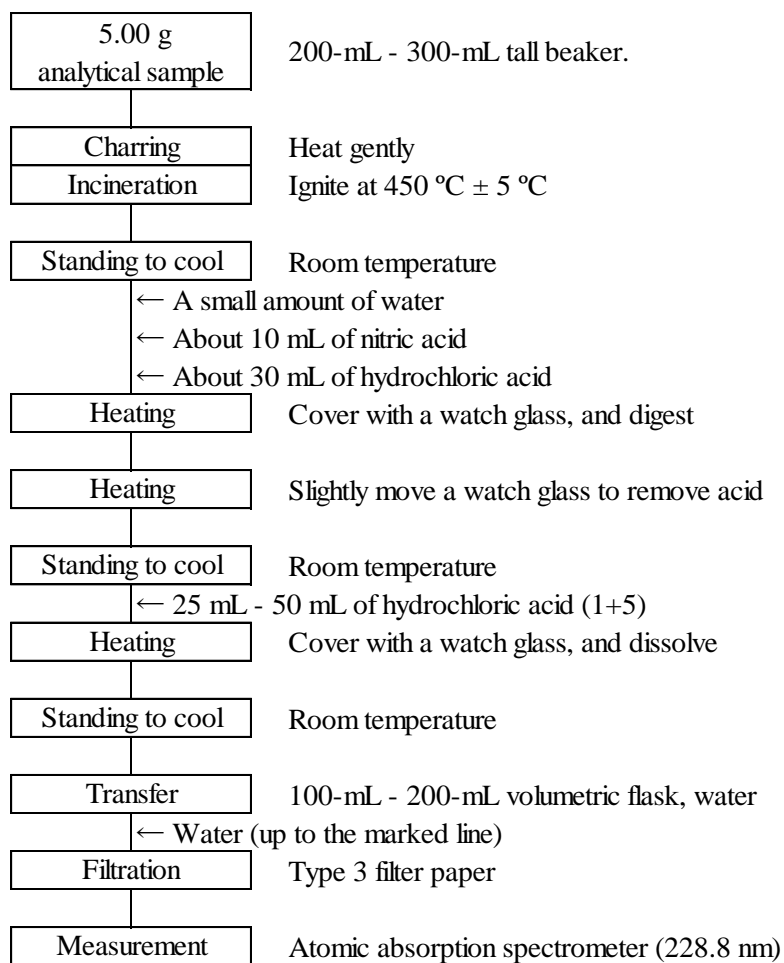 5.00 g
analytical sample
200-mL - 300-mL tall beaker.
Charring Heat gently
Incineration Ignite at 450 ºC ± 5 ºC
Standing to cool Room temperature
← A small amount of water
← About 10 mL of nitric acid
← About 30 mL of hydrochloric acid
Heating Cover with a watch glass, and digest
Heating Slightly move a watch glass to remove acid
Standing to cool Room temperature
← 25 mL - 50 mL of hydrochloric acid (1+5)
Heating Cover with a watch glass, and dissolve
Standing to cool Room temperature
Transfer 100-mL - 200-mL volumetric flask, water
← Water (up to the marked line)
Filtration Type 3 filter paper
Measurement Atomic absorption spectrometer (228.8 nm)